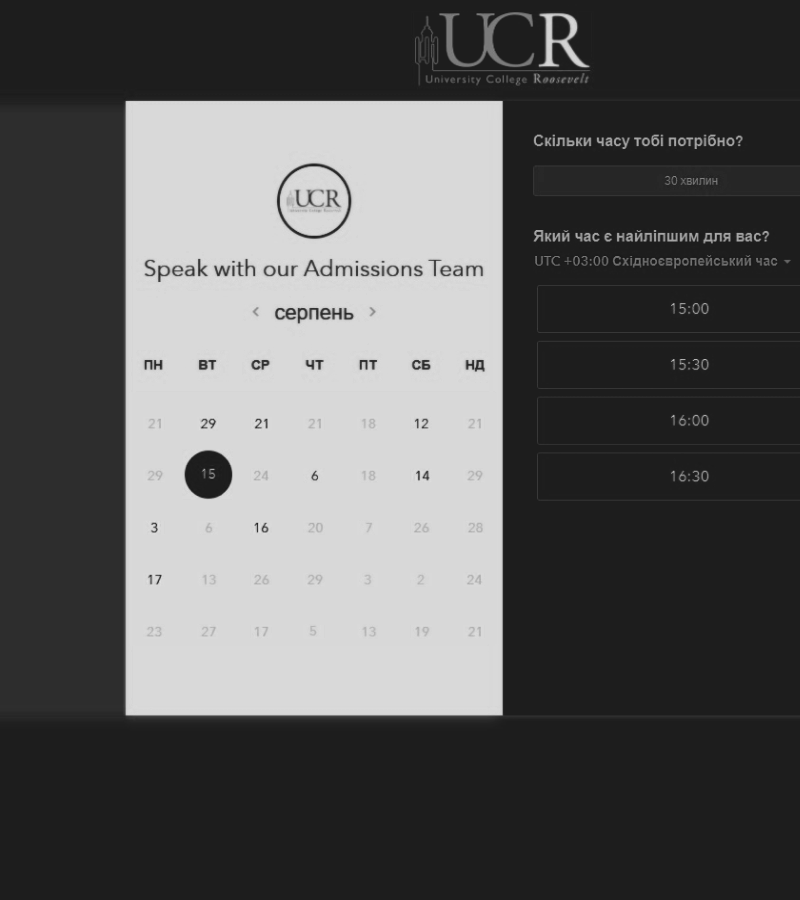 UCR
University College Roosevelt
UCR
University College Roosevelt
Speak with our Admissions Team
серпень
ПН ВТ СР ЧТ ПТ СБ НД
21 29 21 21 18 12 21
29 15 24 6 18 14 29
3 6 16 20 7 26 28
17 13 26 29 3 2 24
23 27 17 5 13 19 21
Скільки часу тобі потрібно?
30 хвилин
Який час є найліпшим для вас?
UTC +03:00 Східноєвропейський час
15:00
15:30
16:00
16:30